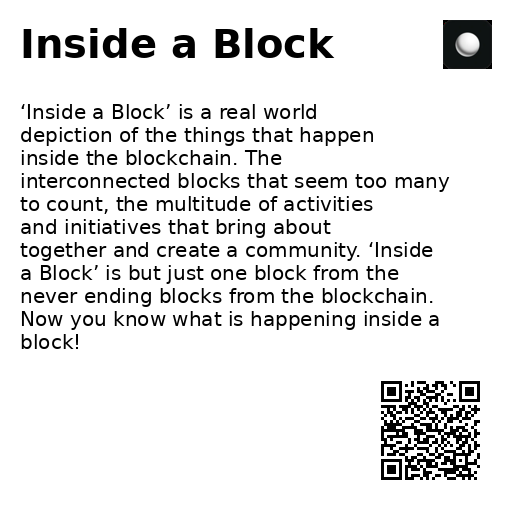 Inside a Block
‘Inside a Block’ is a real world
depiction of the things that happen
inside the blockchain. The
interconnected blocks that seem too many
to count, the multitude of activities
and initiatives that bring about
together and create a community. ‘Inside
a Block’ is but just one block from the
never ending blocks from the blockchain.
Now you know what is happening inside a
block!